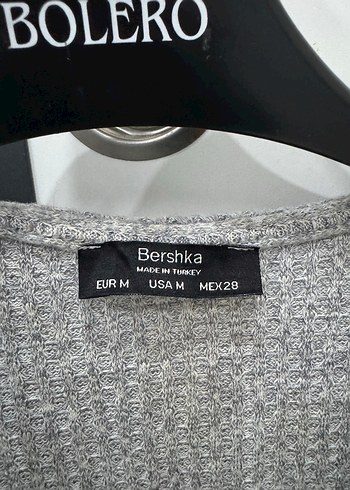 BOLERO
Bershka
MADE IN TURKEY
EUR M USA M MEX 28